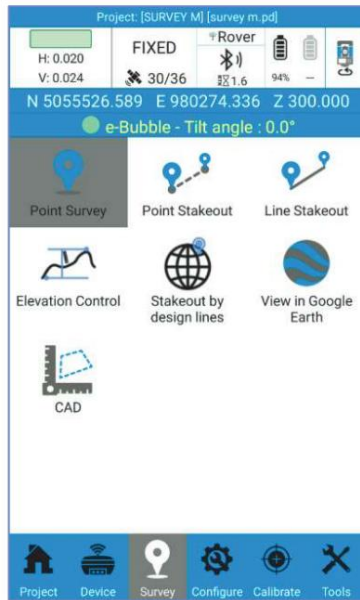 Project: [SURVEY M] [survey m.pd]
H: 0.020
V: 0.024
FIXED
30/36
Rover
1.6
94%
–
N 5055526.589 E 980274.336 Z 300.000
e-Bubble - Tilt angle : 0.0°
Point Survey
Point Stakeout
Line Stakeout
Elevation Control
Stakeout by
design lines
View in Google
Earth
CAD
Project
Device
Survey
Configure
Calibrate
Tools